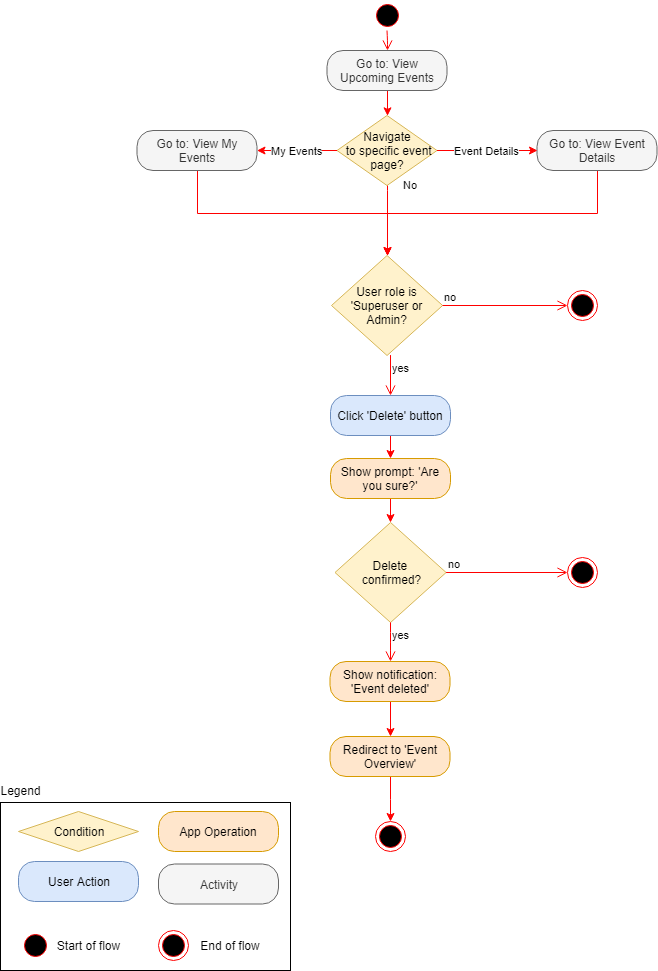 Go to: View
Upcoming Events
Navigate
to specific event
page?
Go to: View My
Events
My Events
Event Details
Go to: View Event
Details
No
User role is
'Superuser or
Admin?
no
yes
Click 'Delete' button
Show prompt: 'Are
you sure?'
Delete
confirmed?
no
yes
Show notification:
'Event deleted'
Redirect to 'Event
Overview'
Legend
Condition
App Operation
User Action
Activity
Start of flow
End of flow